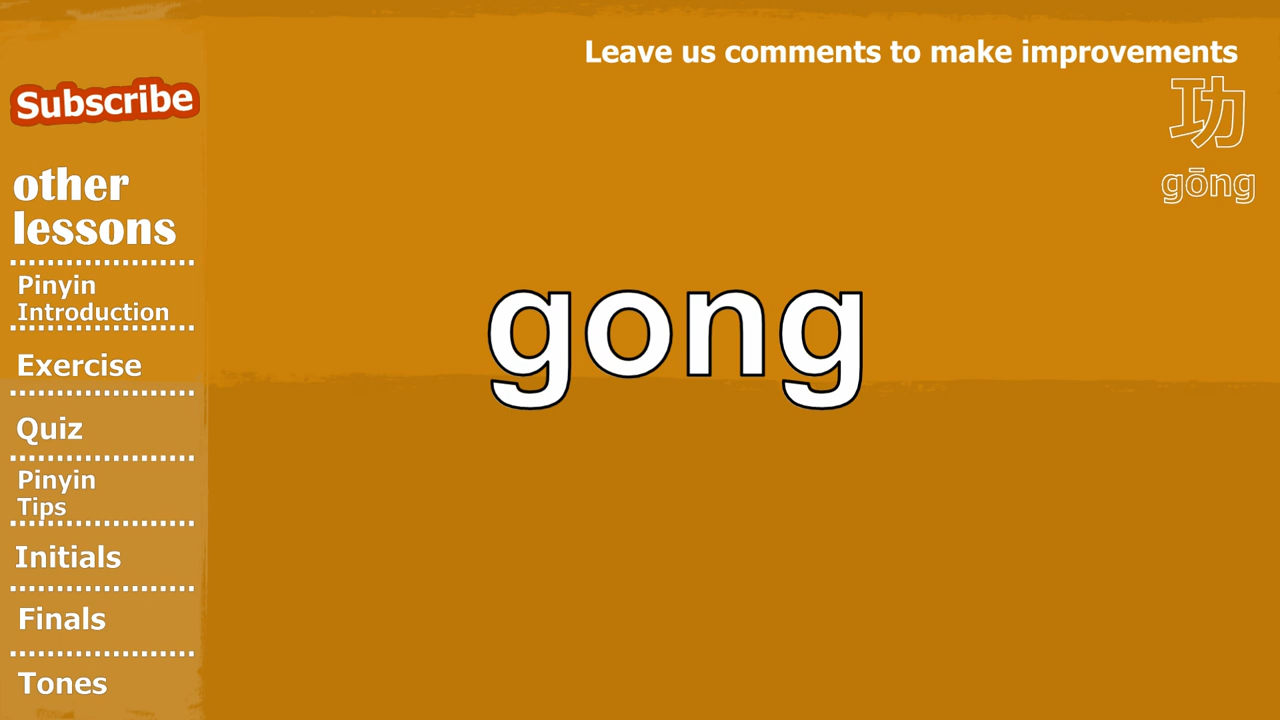 Leave us comments to make improvements
功
gōng
Subscribe
other
lessons
Pinyin
Introduction
Exercise
Quiz
Pinyin
Tips
Initials
Finals
Tones
gong